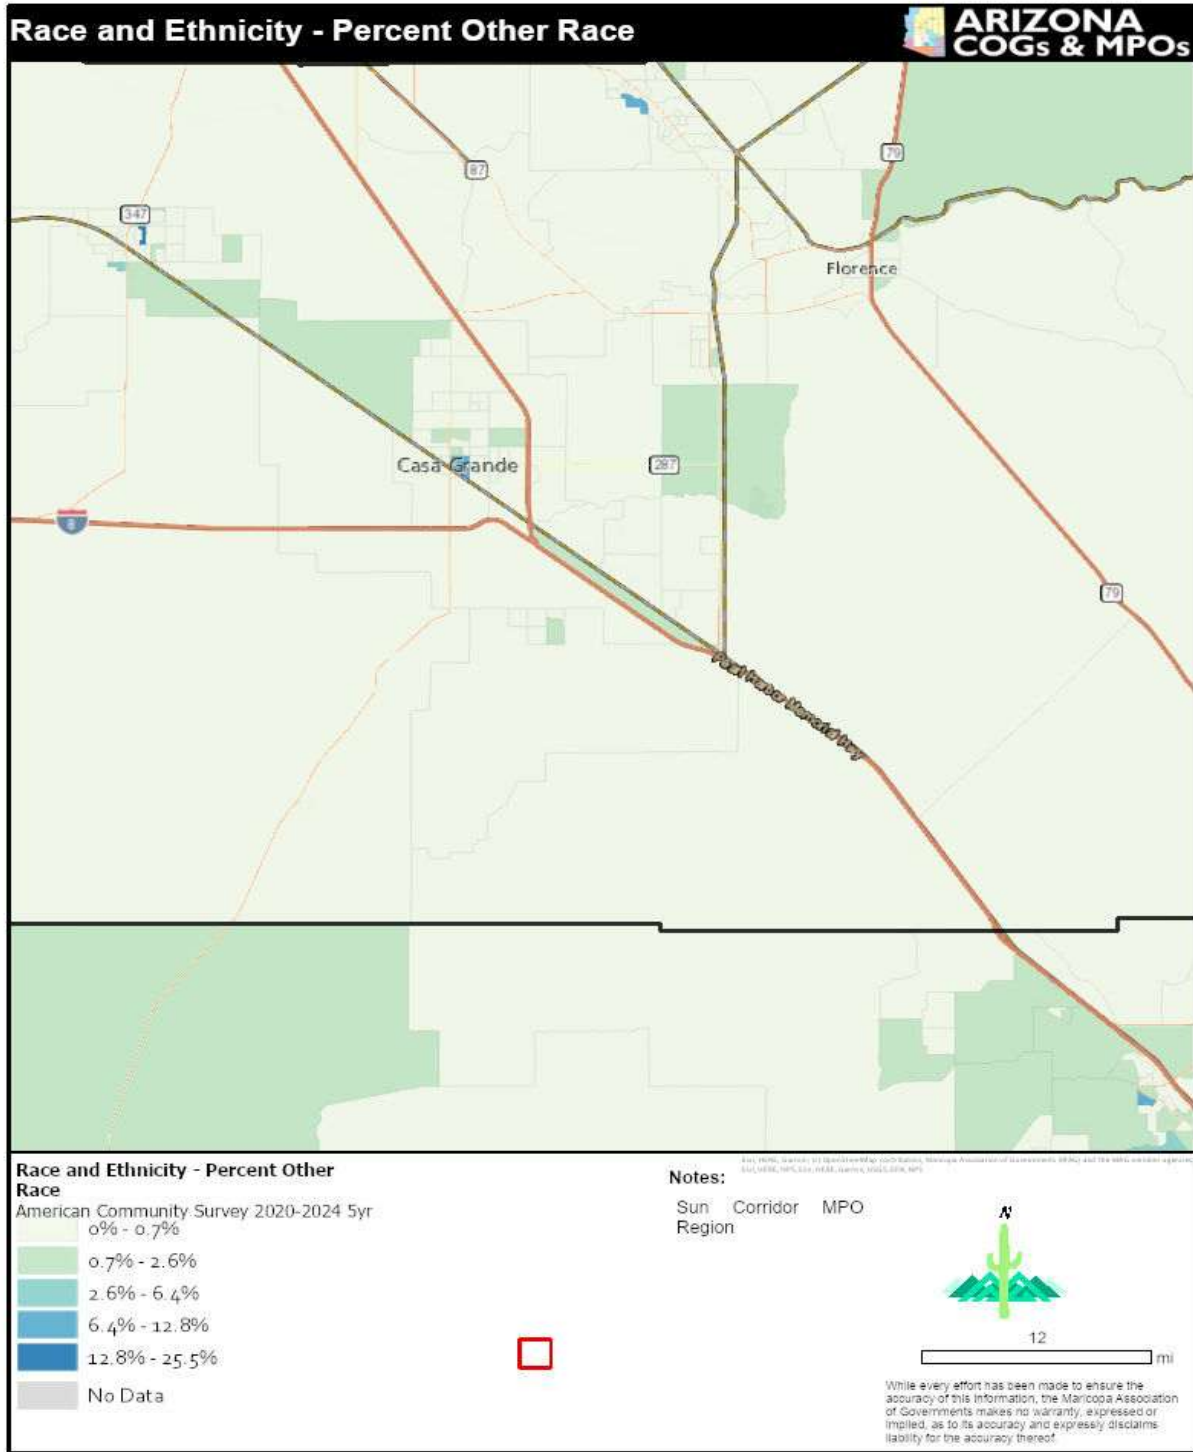 Race and Ethnicity - Percent Other Race
ARIZONA
COGs & MPOs
79
87
347
Florence
Casa Grande
287
8
79
Pearl Harbor Memorial Hwy
Race and Ethnicity - Percent Other
Race
American Community Survey 2020-2024 5yr
0% - 0.7%
0.7% - 2.6%
2.6% - 6.4%
6.4% - 12.8%
12.8% - 25.5%
No Data
Notes:
Sun Corridor MPO
Region
N
12
mi
While every effort has been made to ensure the
accuracy of this information, the Maricopa Association
of Governments makes no warranty, expressed or
implied, as to its accuracy and expressly disclaims
liability for the accuracy thereof.